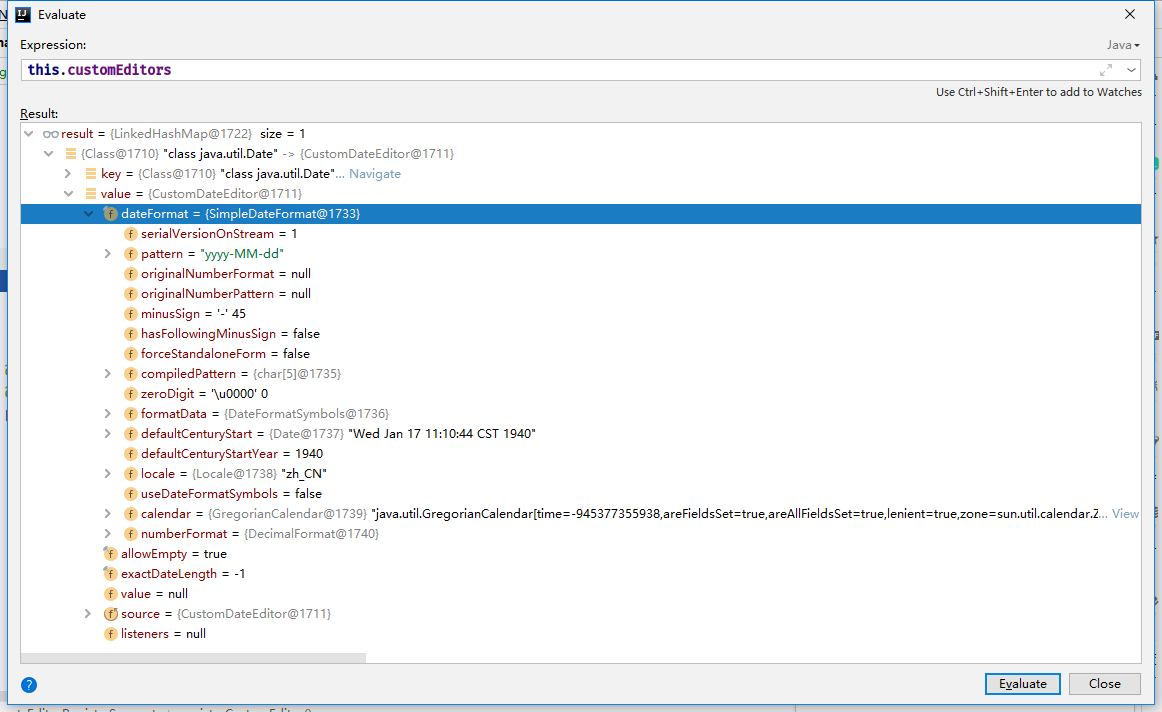 Evaluate
Expression:
Java
this.customEditors
Use Ctrl+Shift+Enter to add to Watches
Result:
result = {LinkedHashMap@1722} size = 1
{Class@1710} "class java.util.Date" -> {CustomDateEditor@1711}
key = {Class@1710} "class java.util.Date"... Navigate
value = {CustomDateEditor@1711}
dateFormat = {SimpleDateFormat@1733}
serialVersionOnStream = 1
pattern = "yyyy-MM-dd"
originalNumberFormat = null
originalNumberPattern = null
minusSign = '-' 45
hasFollowingMinusSign = false
forceStandaloneForm = false
compiledPattern = {char[5]@1735}
zeroDigit = '\u0000' 0
formatData = {DateFormatSymbols@1736}
defaultCenturyStart = {Date@1737} "Wed Jan 17 11:10:44 CST 1940"
defaultCenturyStartYear = 1940
locale = {Locale@1738} "zh_CN"
useDateFormatSymbols = false
calendar = {GregorianCalendar@1739} "java.util.GregorianCalendar[time=-945377355938,areFieldsSet=true,areAllFieldsSet=true,lenient=true,zone=sun.util.calendar.Z... View
numberFormat = {DecimalFormat@1740}
allowEmpty = true
exactDateLength = -1
value = null
source = {CustomDateEditor@1711}
listeners = null
? Evaluate Close